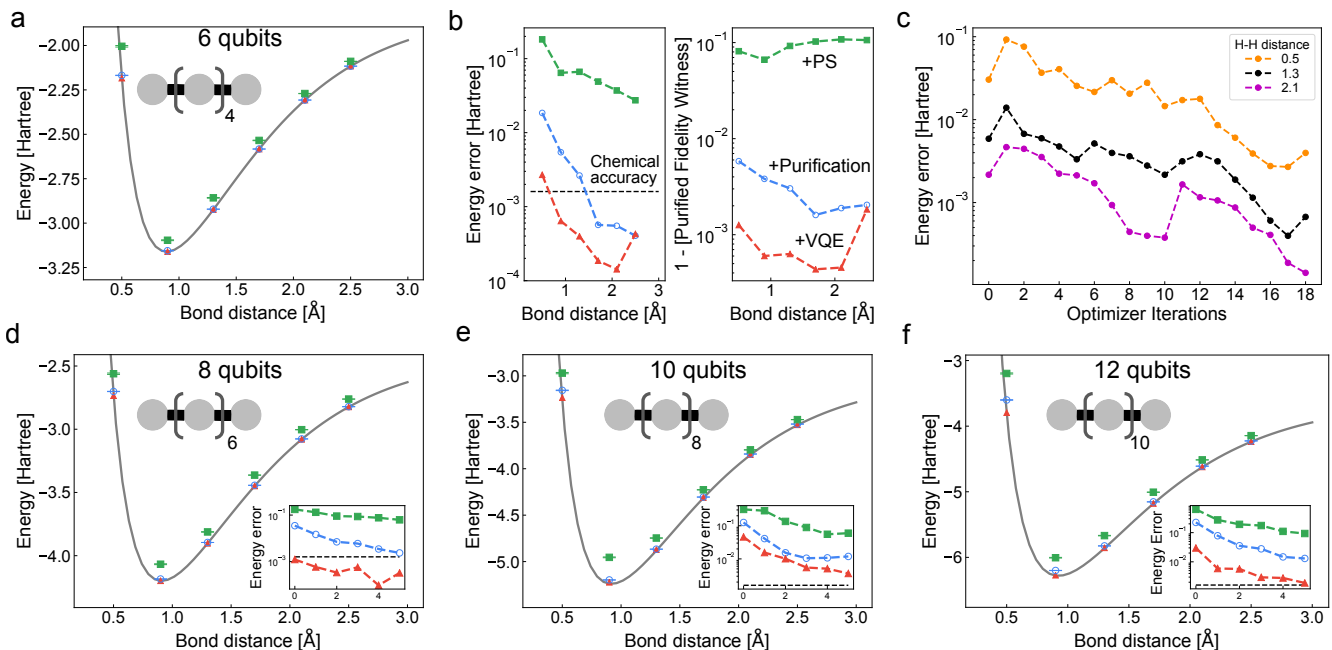 a
6 qubits
4
Energy [Hartree]
−2.00
−2.25
−2.50
−2.75
−3.00
−3.25
0.5 1.0 1.5 2.0 2.5 3.0
Bond distance [Å]
b
Energy error [Hartree]
10⁻¹
10⁻²
10⁻³
10⁻⁴
Chemical
accuracy
1 2 3
Bond distance [Å]
1 - [Purified Fidelity Witness]
10⁻¹
10⁻²
10⁻³
+PS
+Purification
+VQE
1 2
Bond distance [Å]
c
Energy error [Hartree]
10⁻¹
10⁻²
10⁻³
H-H distance
0.5
1.3
2.1
0 2 4 6 8 10 12 14 16 18
Optimizer Iterations
d
8 qubits
6
Energy [Hartree]
−2.5
−3.0
−3.5
−4.0
0.5 1.0 1.5 2.0 2.5 3.0
Bond distance [Å]
Energy error
10⁻¹
10⁻³
0 2 4
e
10 qubits
8
Energy [Hartree]
−3.0
−3.5
−4.0
−4.5
−5.0
0.5 1.0 1.5 2.0 2.5 3.0
Bond distance [Å]
Energy error
10⁻¹
10⁻²
0 2 4
f
12 qubits
10
Energy [Hartree]
−3
−4
−5
−6
0.5 1.0 1.5 2.0 2.5 3.0
Bond distance [Å]
Energy Error
10⁻¹
10⁻²
0 2 4